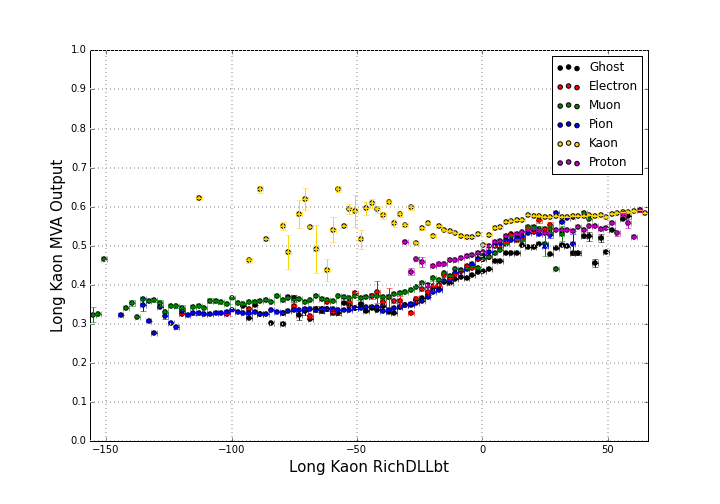 1.0
0.9
0.8
0.7
0.6
0.5
0.4
0.3
0.2
0.1
0.0
Long Kaon MVA Output
Ghost
Electron
Muon
Pion
Kaon
Proton
−150
−100
−50
0
50
Long Kaon RichDLLbt